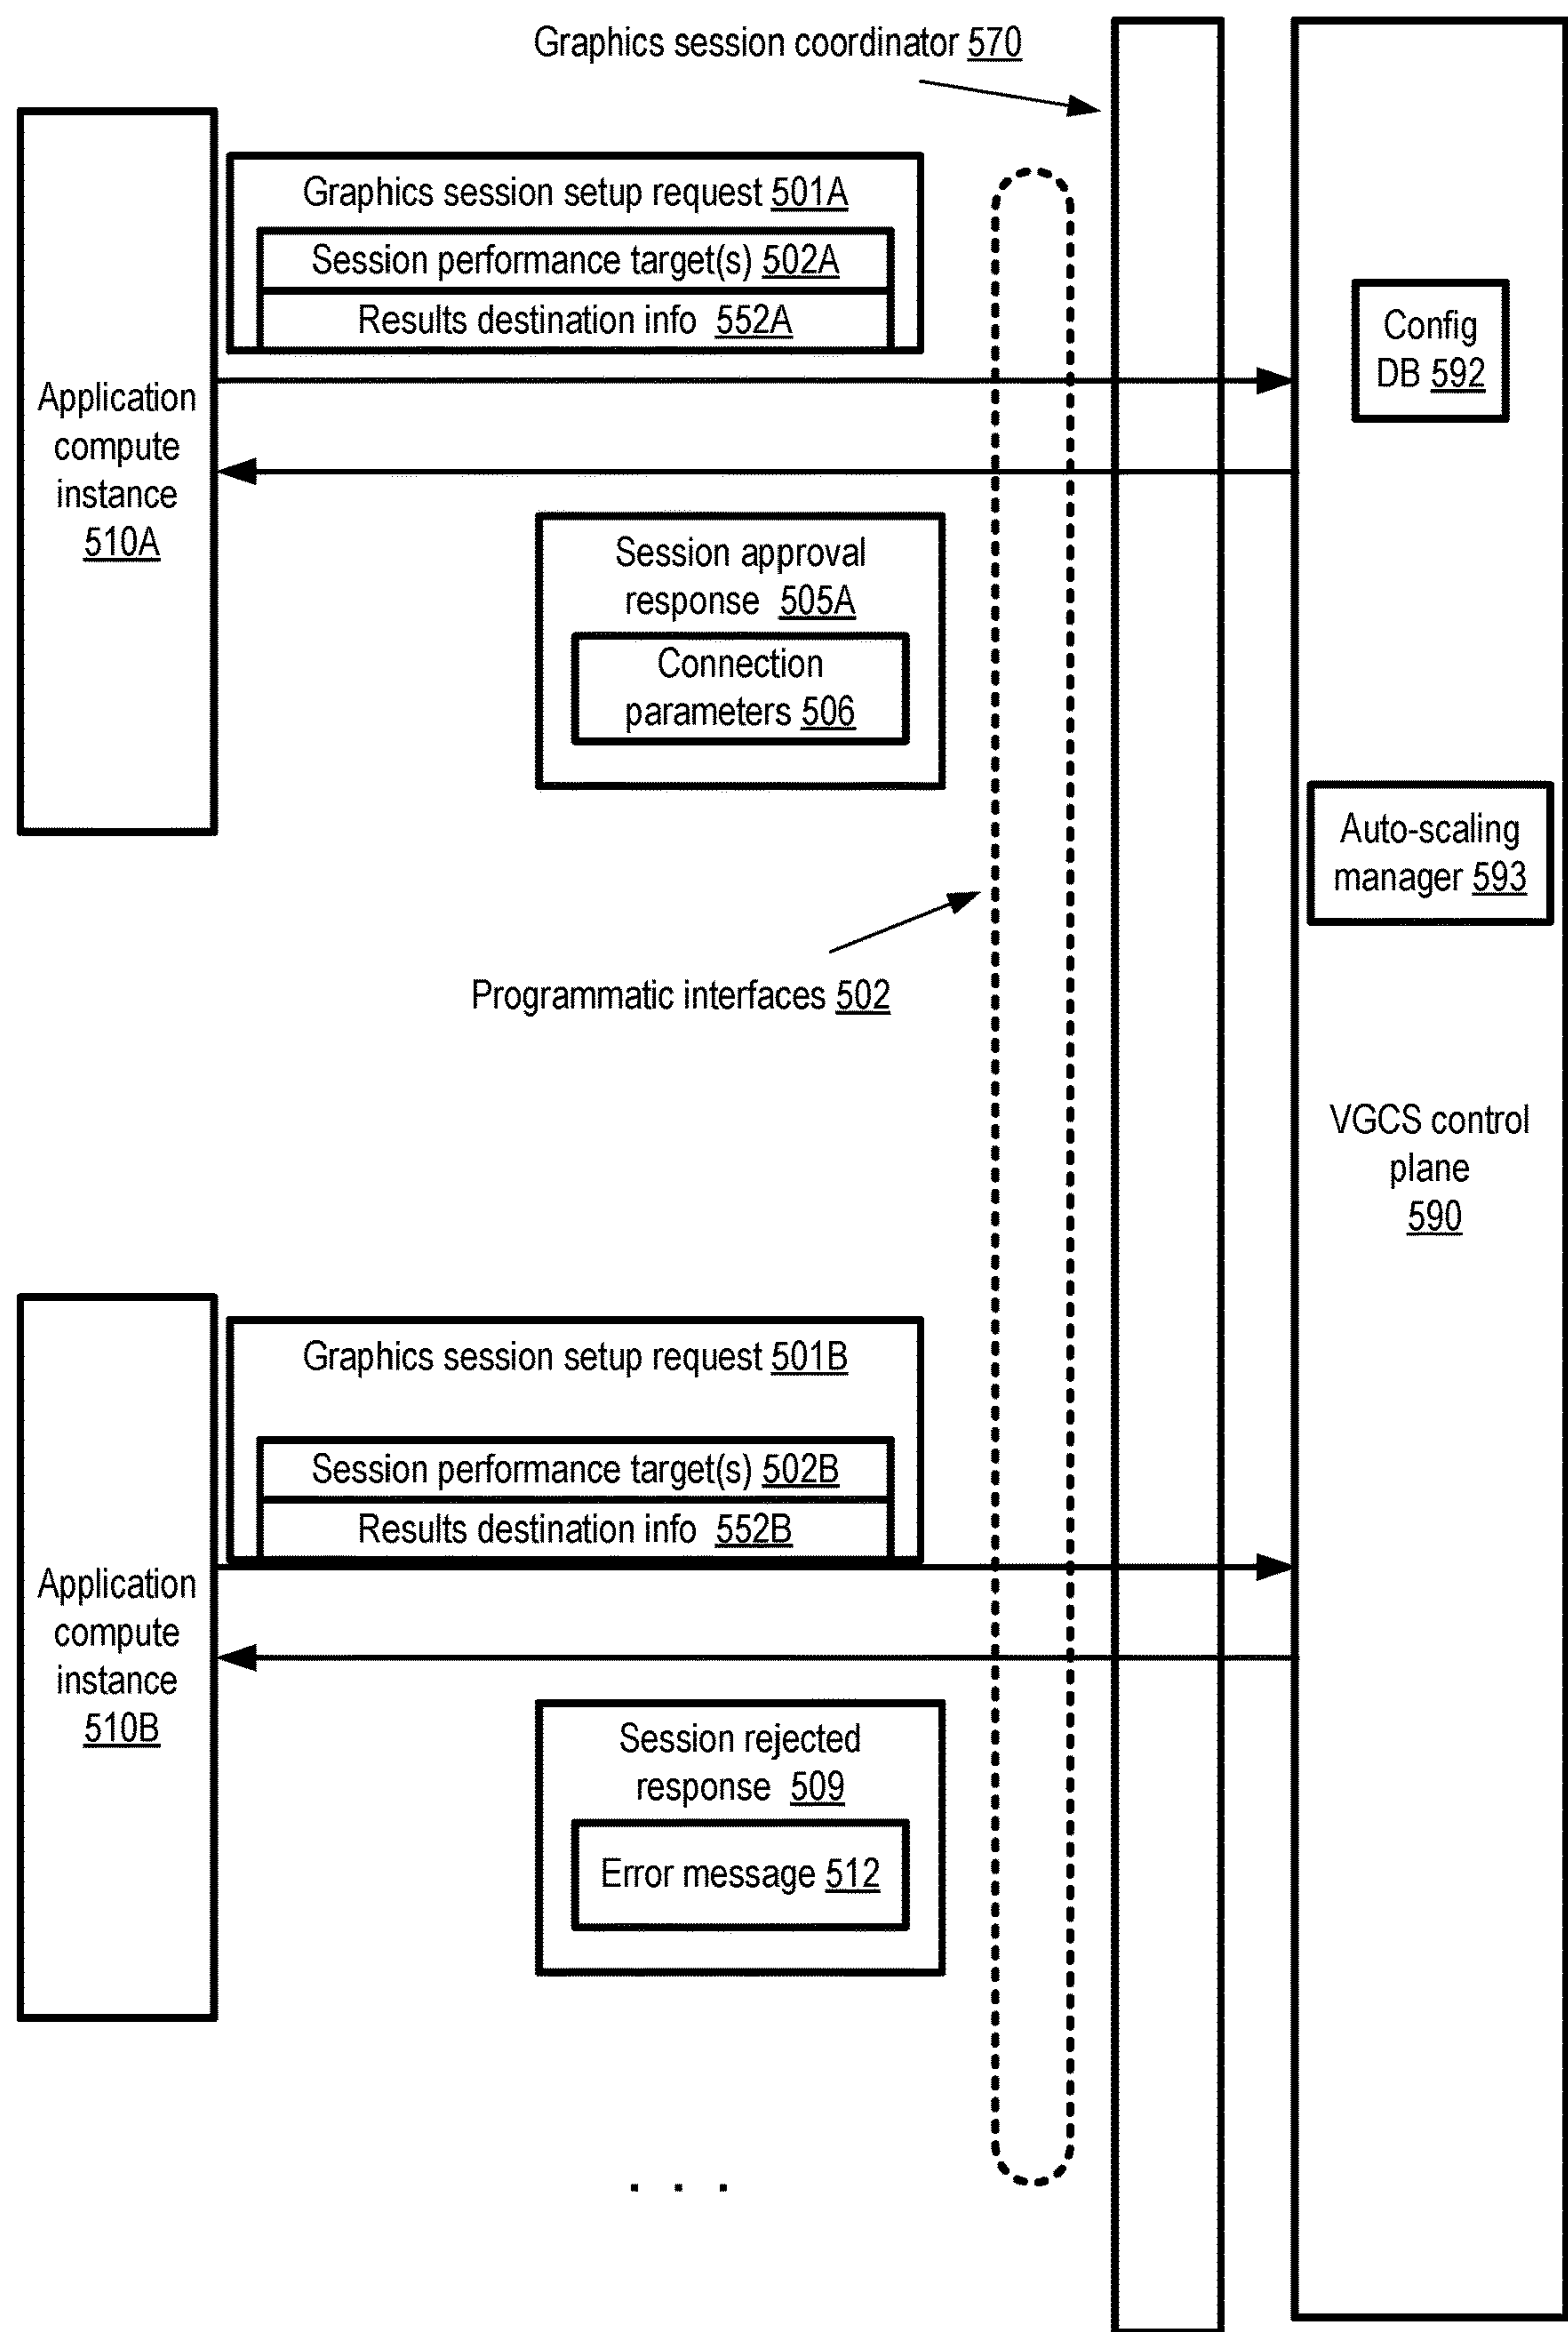 Graphics session coordinator 570
Graphics session setup request 501A
Session performance target(s) 502A
Results destination info 552A
Application
compute
instance
510A
Config
DB 592
Session approval
response 505A
Connection
parameters 506
Auto-scaling
manager 593
Programmatic interfaces 502
VGCS control
plane
590
Graphics session setup request 501B
Session performance target(s) 502B
Results destination info 552B
Application
compute
instance
510B
Session rejected
response 509
Error message 512
. . .